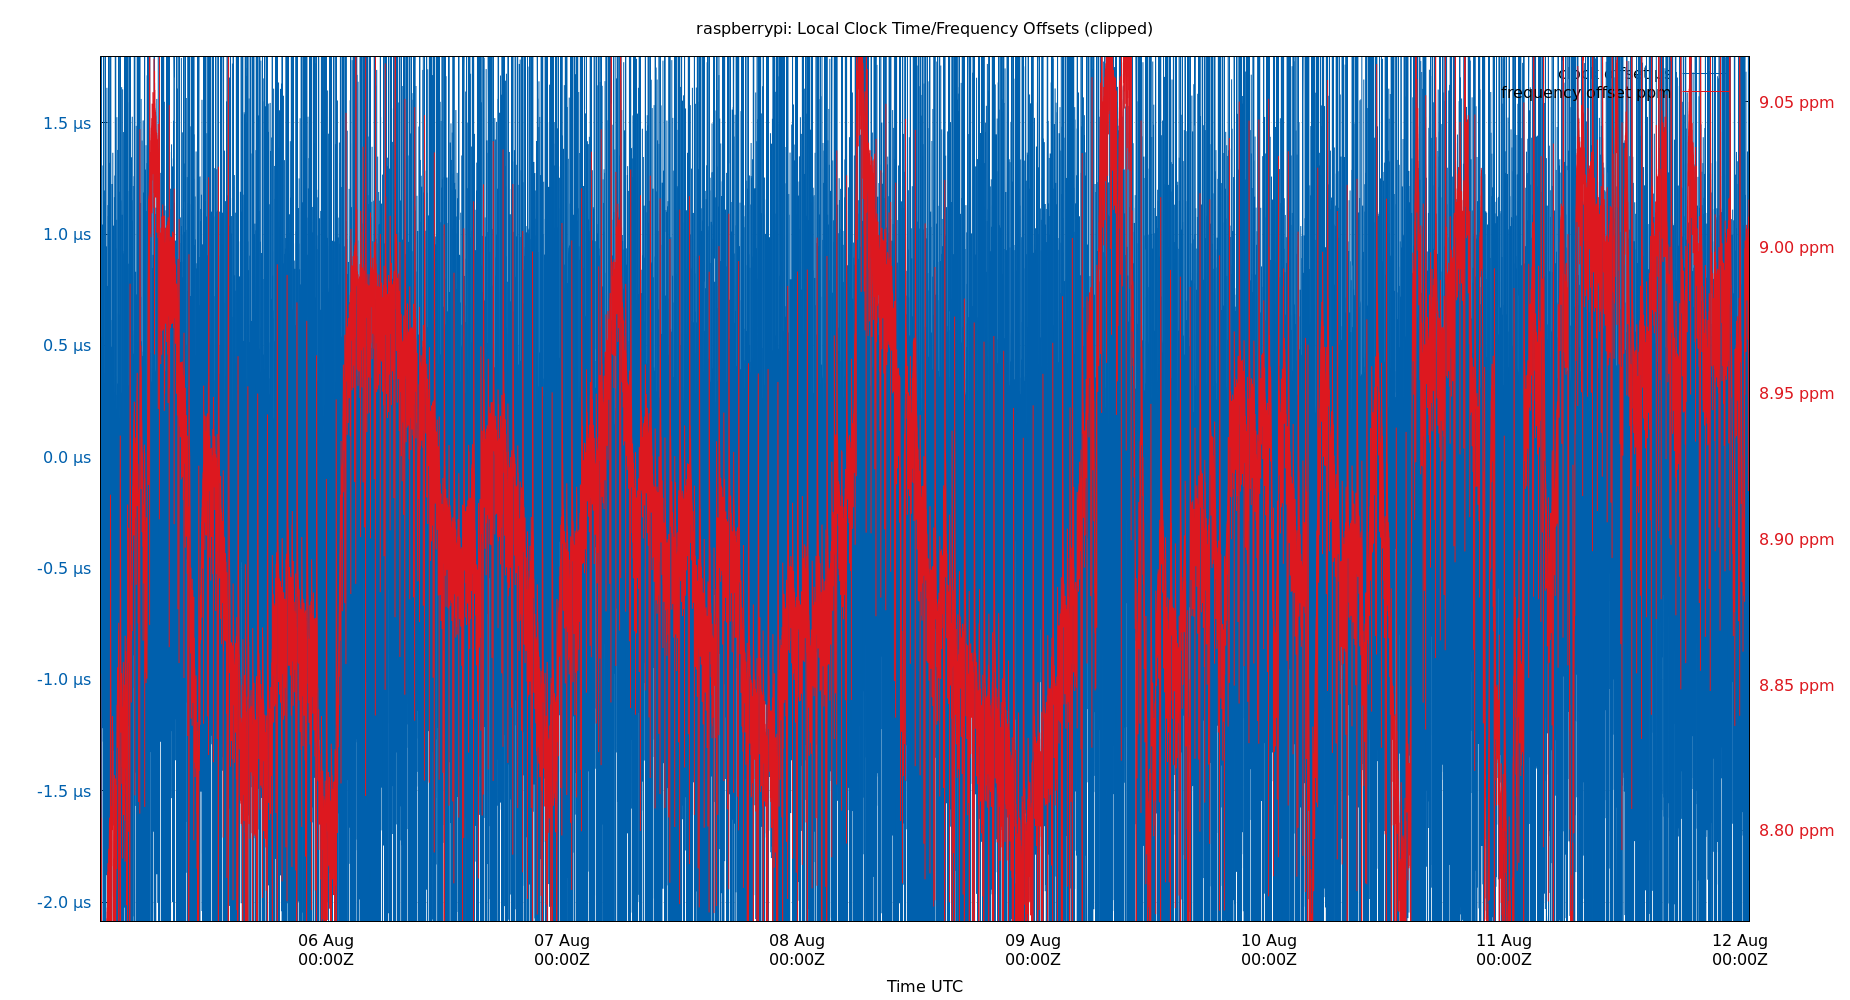 raspberrypi: Local Clock Time/Frequency Offsets (clipped)
clock offset µs
frequency offset ppm
1.5 µs
1.0 µs
0.5 µs
0.0 µs
-0.5 µs
-1.0 µs
-1.5 µs
-2.0 µs
9.05 ppm
9.00 ppm
8.95 ppm
8.90 ppm
8.85 ppm
8.80 ppm
06 Aug 07 Aug 08 Aug 09 Aug 10 Aug 11 Aug 12 Aug
00:00Z 00:00Z 00:00Z 00:00Z 00:00Z 00:00Z 00:00Z
Time UTC